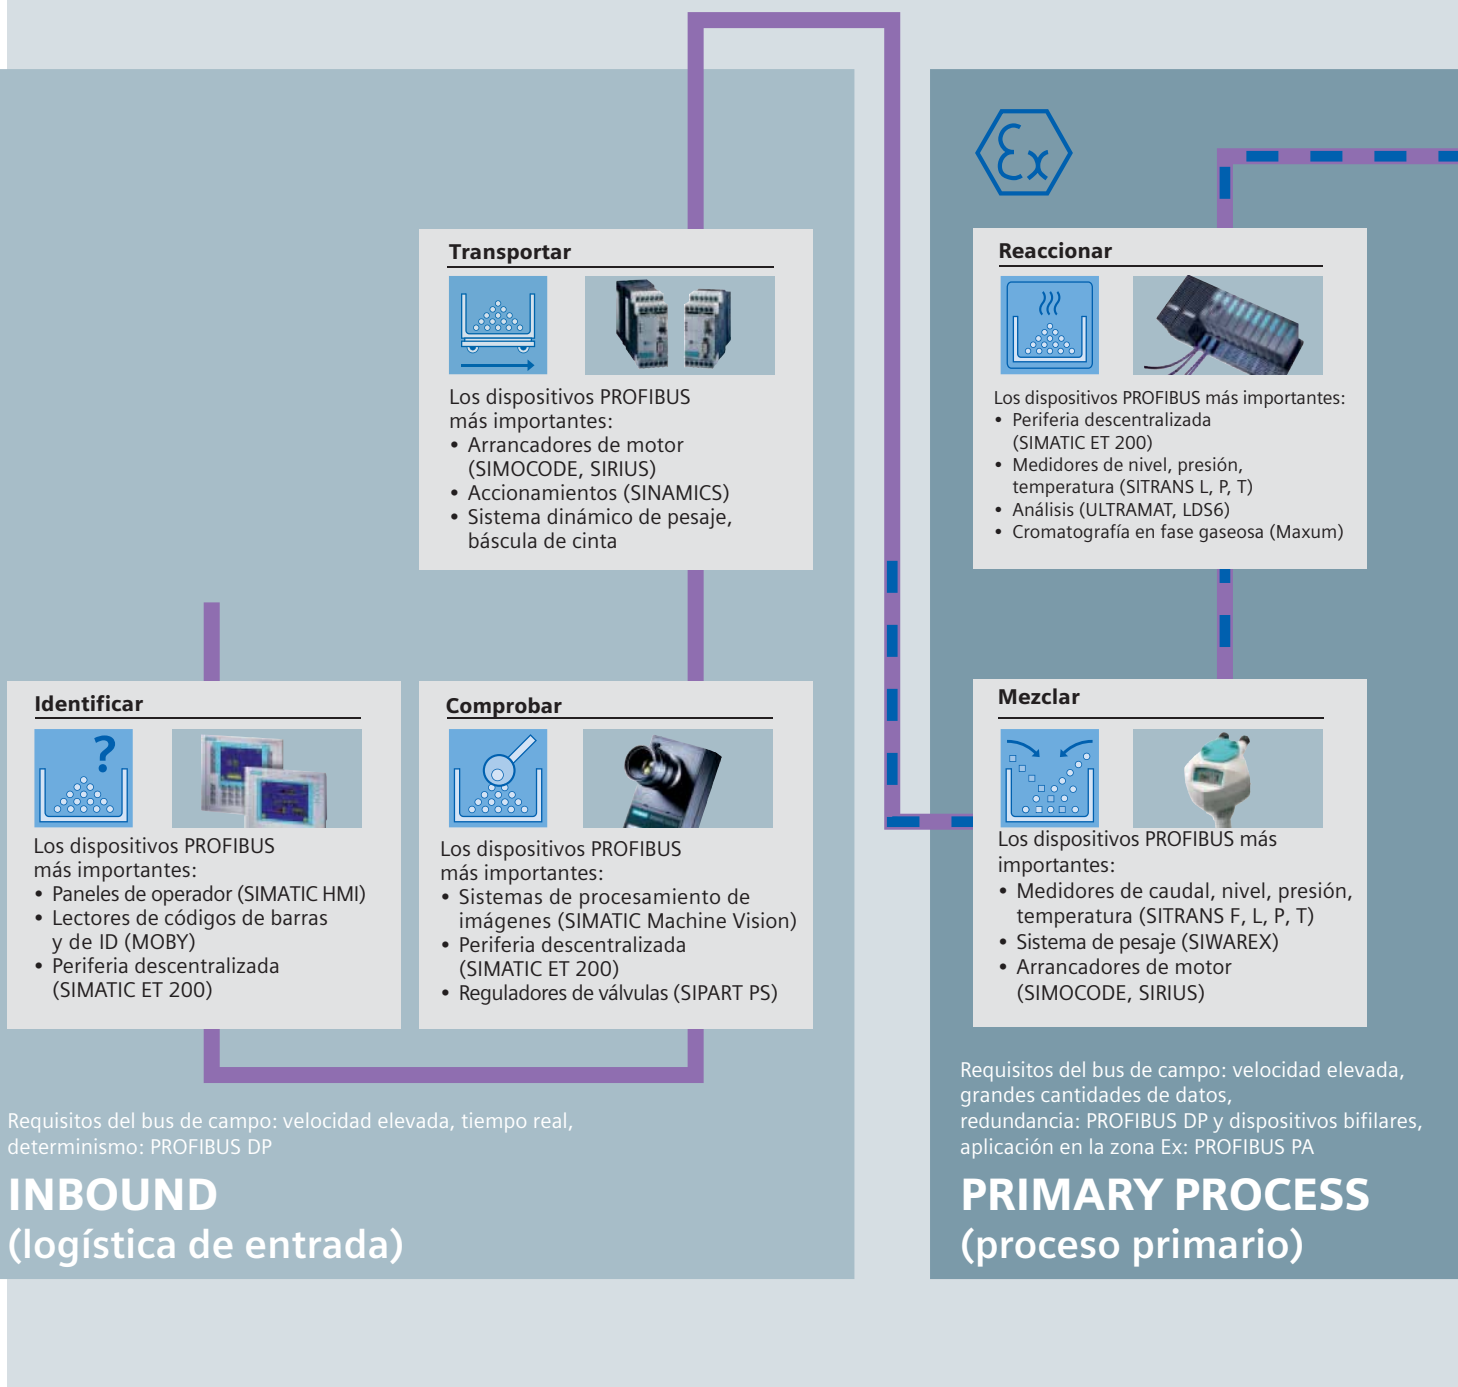 Transportar
Los dispositivos PROFIBUS
más importantes:
• Arrancadores de motor
(SIMOCODE, SIRIUS)
• Accionamientos (SINAMICS)
• Sistema dinámico de pesaje,
báscula de cinta
Identificar
?
Los dispositivos PROFIBUS
más importantes:
• Paneles de operador (SIMATIC HMI)
• Lectores de códigos de barras
y de ID (MOBY)
• Periferia descentralizada
(SIMATIC ET 200)
Comprobar
Los dispositivos PROFIBUS
más importantes:
• Sistemas de procesamiento de
imágenes (SIMATIC Machine Vision)
• Periferia descentralizada
(SIMATIC ET 200)
• Reguladores de válvulas (SIPART PS)
Requisitos del bus de campo: velocidad elevada, tiempo real,
determinismo: PROFIBUS DP
INBOUND
(logística de entrada)
Ex
Reaccionar
Los dispositivos PROFIBUS más importantes:
• Periferia descentralizada
(SIMATIC ET 200)
• Medidores de nivel, presión,
temperatura (SITRANS L, P, T)
• Análisis (ULTRAMAT, LDS6)
• Cromatografía en fase gaseosa (Maxum)
Mezclar
Los dispositivos PROFIBUS más
importantes:
• Medidores de caudal, nivel, presión,
temperatura (SITRANS F, L, P, T)
• Sistema de pesaje (SIWAREX)
• Arrancadores de motor
(SIMOCODE, SIRIUS)
Requisitos del bus de campo: velocidad elevada,
grandes cantidades de datos,
redundancia: PROFIBUS DP y dispositivos bifilares,
aplicación en la zona Ex: PROFIBUS PA
PRIMARY PROCESS
(proceso primario)